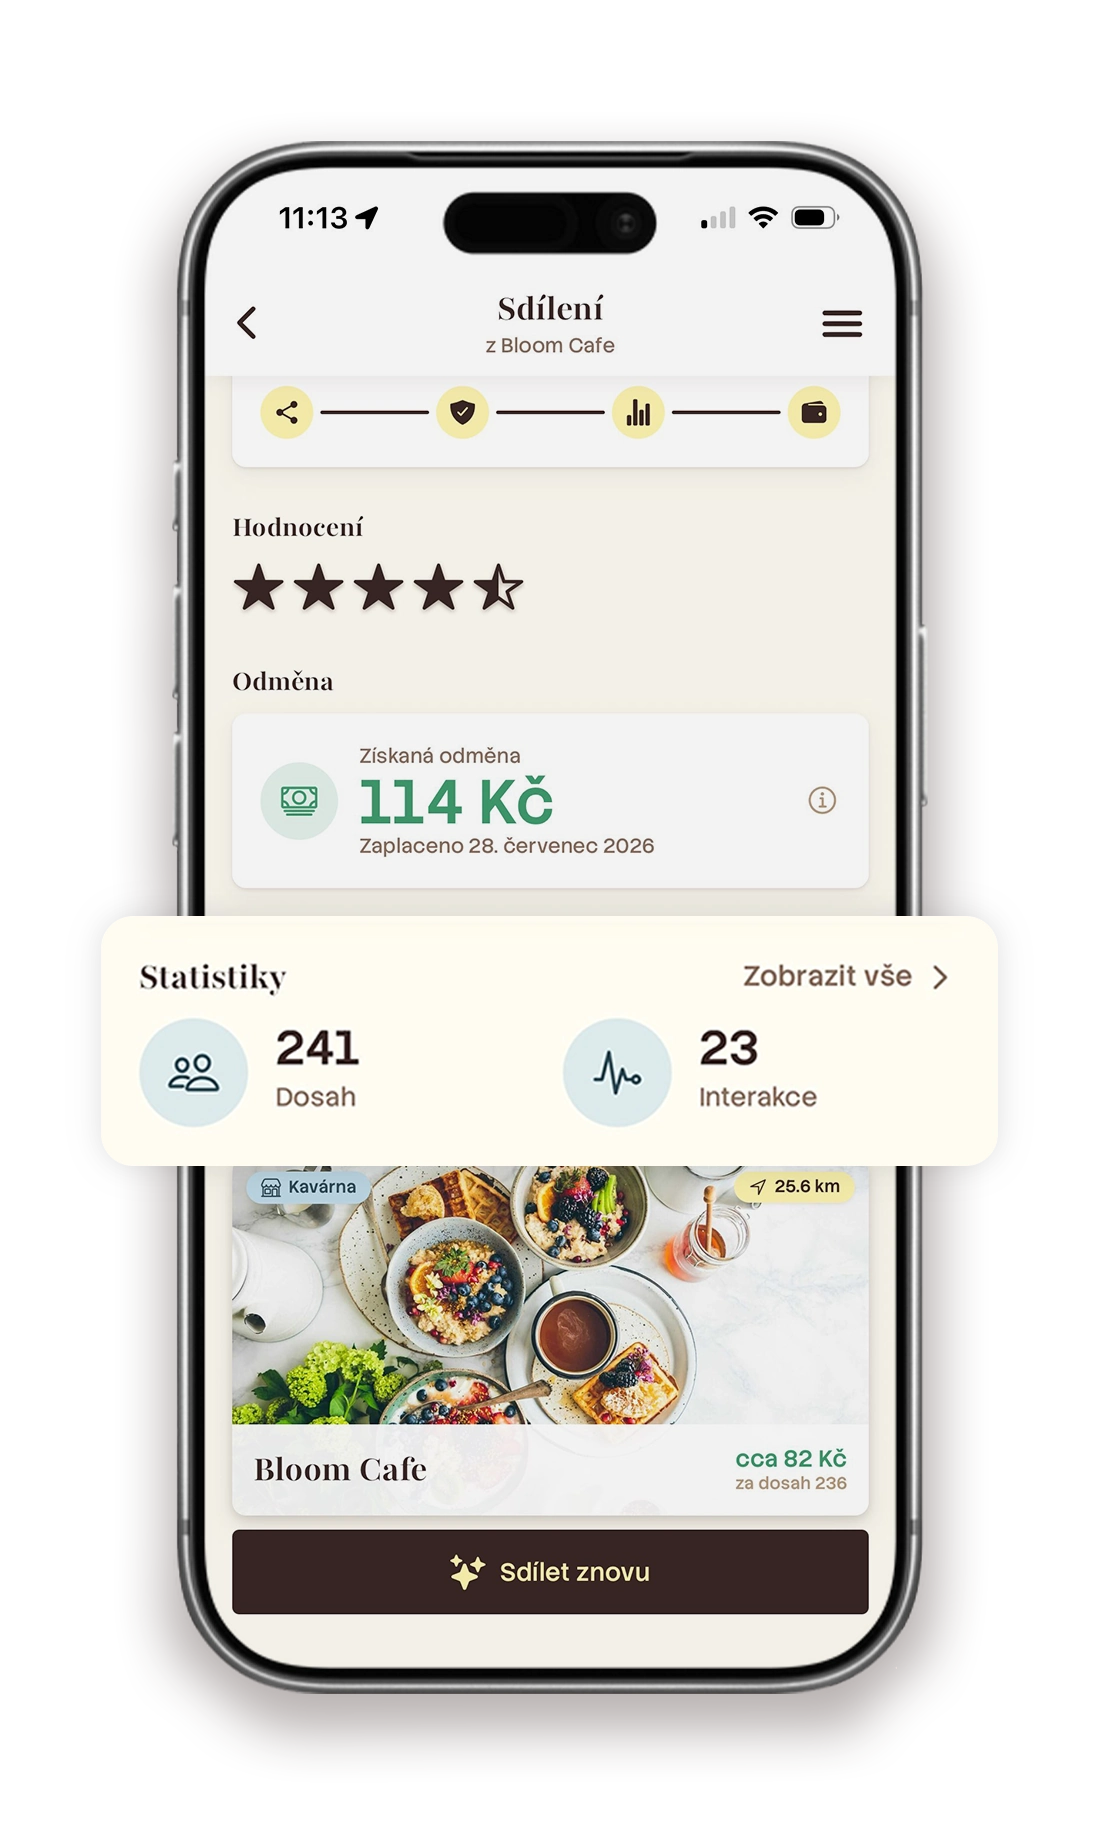 11:13
Sdílení
z Bloom Cafe
Hodnocení
Odměna
Získaná odměna
114 Kč
Zaplaceno 28. červenec 2026
Statistiky
Zobrazit vše
241
Dosah
23
Interakce
Kavárna
25.6 km
Bloom Cafe
cca 82 Kč
za dosah 236
Sdílet znovu